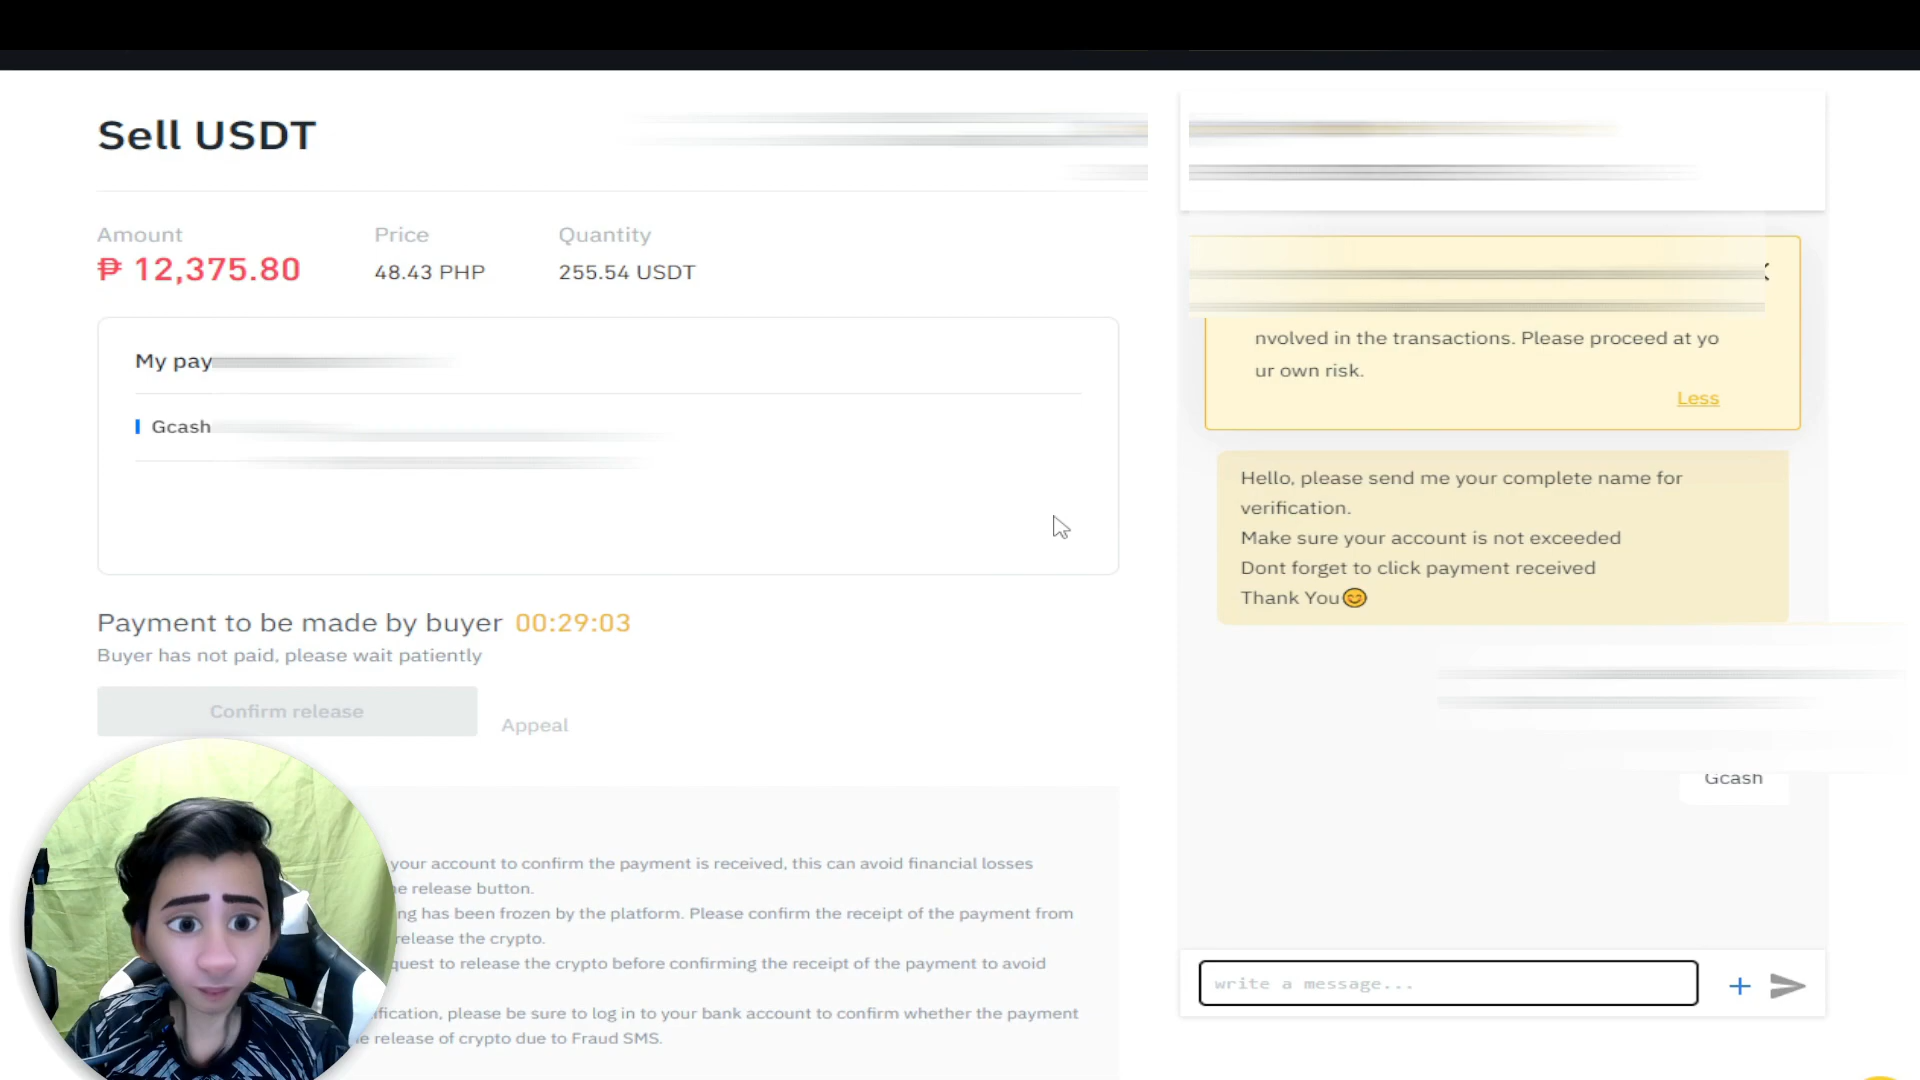 Sell USDT
Amount
₱ 12,375.80
Price
48.43 PHP
Quantity
255.54 USDT
My pay
Gcash
Payment to be made by buyer 00:29:03
Buyer has not paid, please wait patiently
Confirm release
Appeal
your account to confirm the payment is received, this can avoid financial losses
release button.
has been frozen by the platform. Please confirm the receipt of the payment from
release the crypto.
to release the crypto before confirming the receipt of the payment to avoid
please be sure to log in to your bank account to confirm whether the payment
release of crypto due to Fraud SMS.
nvolved in the transactions. Please proceed at yo
ur own risk.
Less
Hello, please send me your complete name for
verification.
Make sure your account is not exceeded
Dont forget to click payment received
Thank You😊
Gcash
write a message...